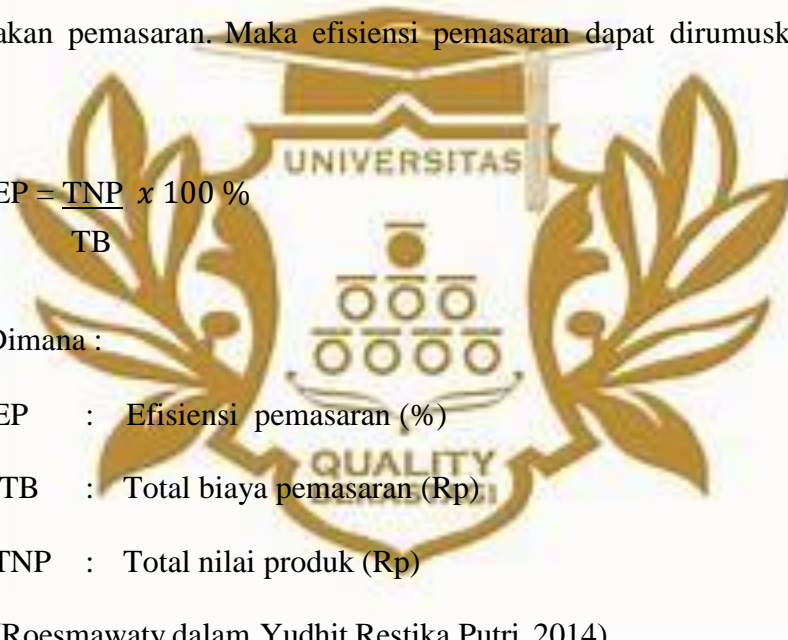 akan pemasaran. Maka efisiensi pemasaran dapat dirumusk
UNIVERSITAS
EP = TNP x 100 %
TB
Dimana :
EP : Efisiensi pemasaran (%)
QUALITY
TB : Total biaya pemasaran (Rp)
BERASTAGI
TNP : Total nilai produk (Rp)
(Roesmawaty dalam Yudhit Restika Putri, 2014)